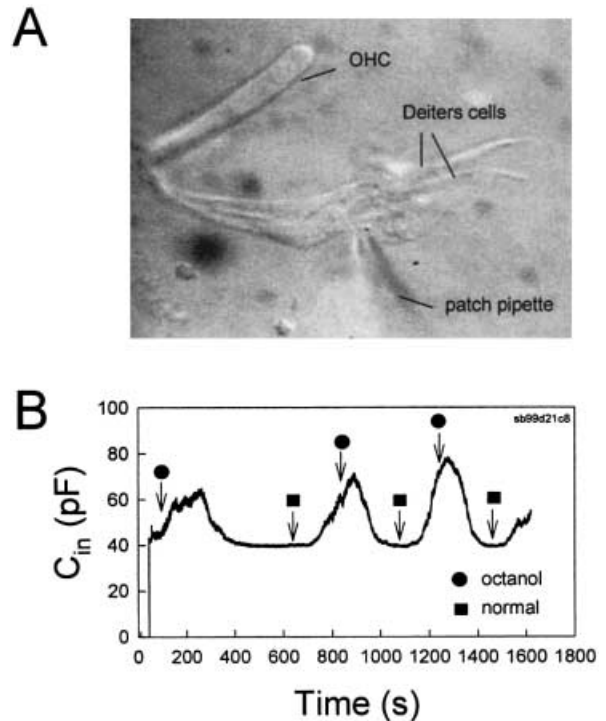 A
OHC
Deiters cells
patch pipette
B
sb99d21c8
100
80
60
40
20
0
C_in (pF)
octanol
normal
0 200 400 600 800 1000 1200 1400 1600 1800
Time (s)